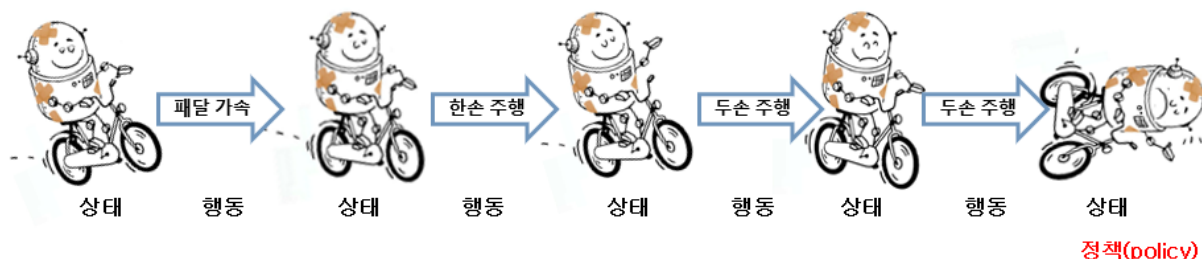 패달 가속 한손 주행 두손 주행 두손 주행
상태 행동 상태 행동 상태 행동 상태 행동 상태
정책(policy)